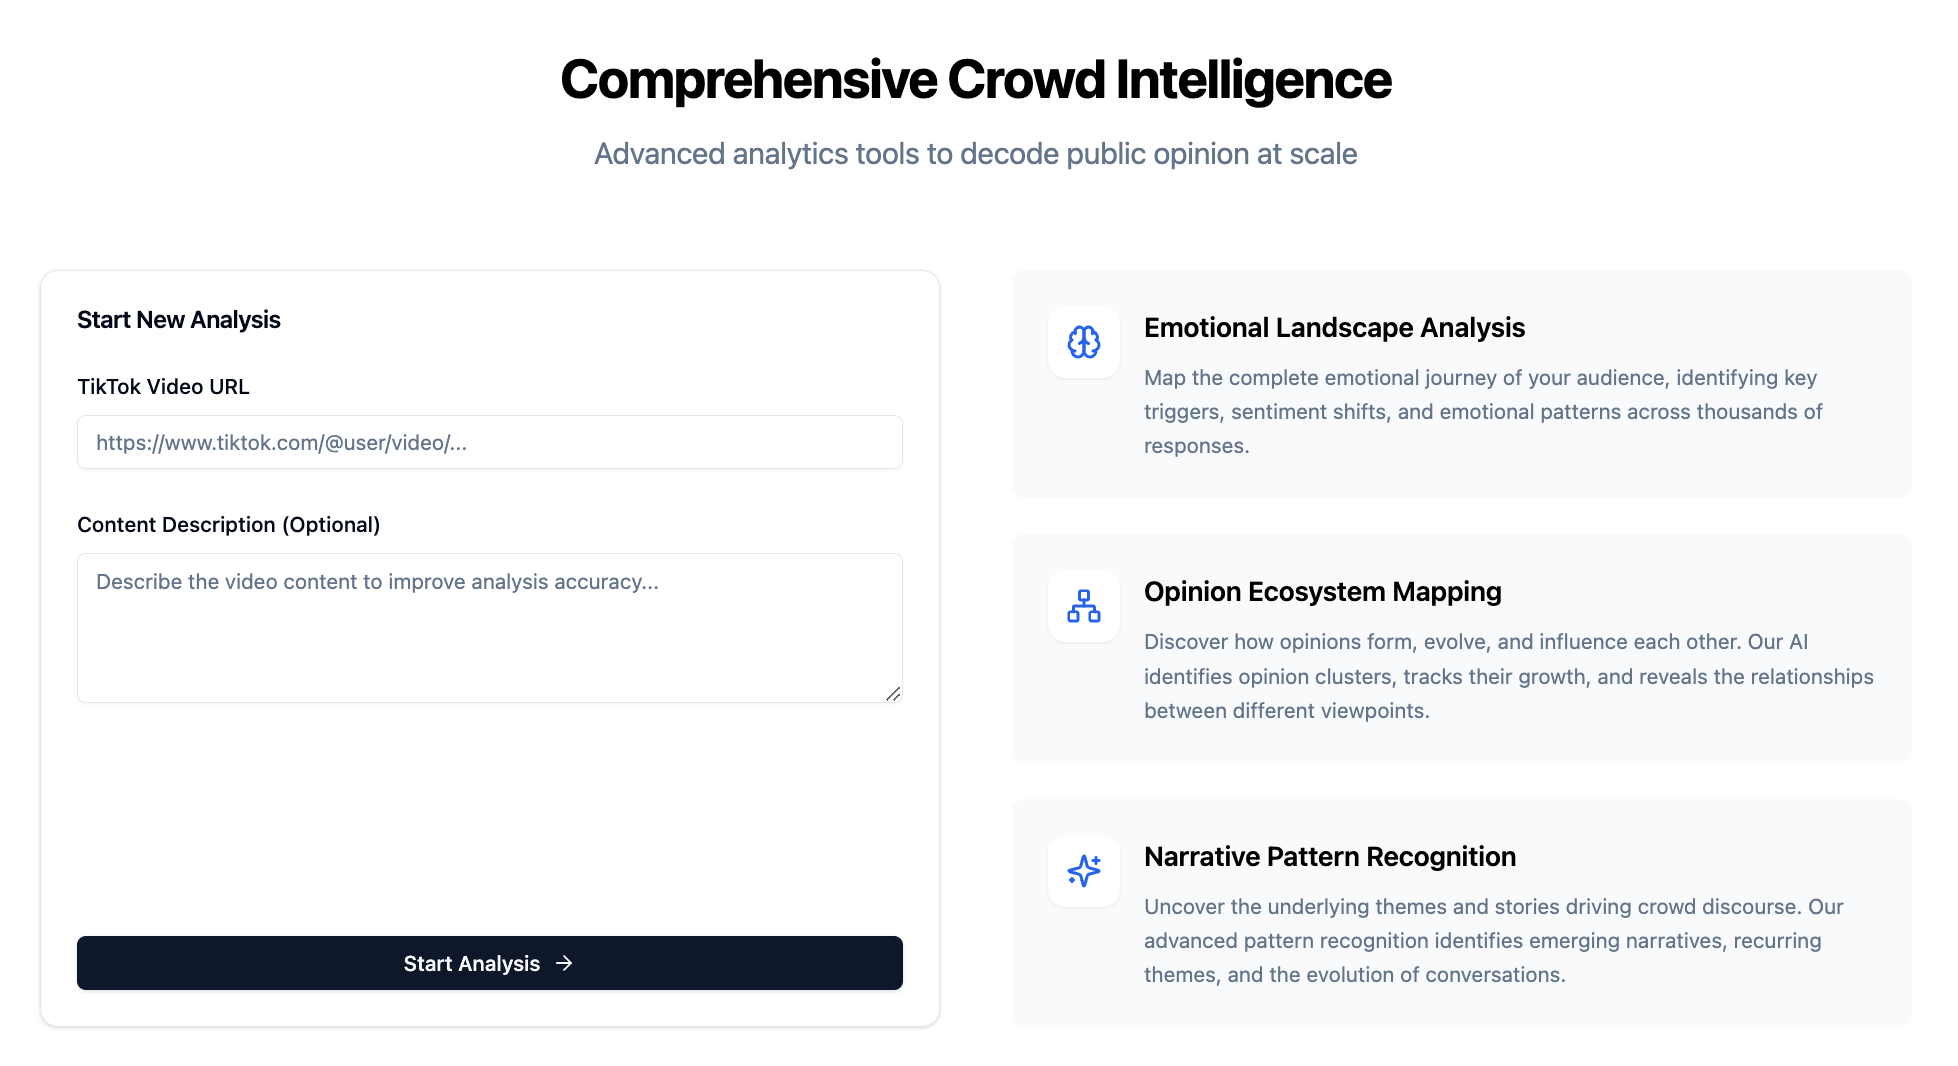 Comprehensive Crowd Intelligence
Advanced analytics tools to decode public opinion at scale
Start New Analysis
TikTok Video URL
https://www.tiktok.com/@user/video/...
Content Description (Optional)
Describe the video content to improve analysis accuracy...
Start Analysis
Emotional Landscape Analysis
Map the complete emotional journey of your audience, identifying key
triggers, sentiment shifts, and emotional patterns across thousands of
responses.
Opinion Ecosystem Mapping
Discover how opinions form, evolve, and influence each other. Our AI
identifies opinion clusters, tracks their growth, and reveals the relationships
between different viewpoints.
Narrative Pattern Recognition
Uncover the underlying themes and stories driving crowd discourse. Our
advanced pattern recognition identifies emerging narratives, recurring
themes, and the evolution of conversations.